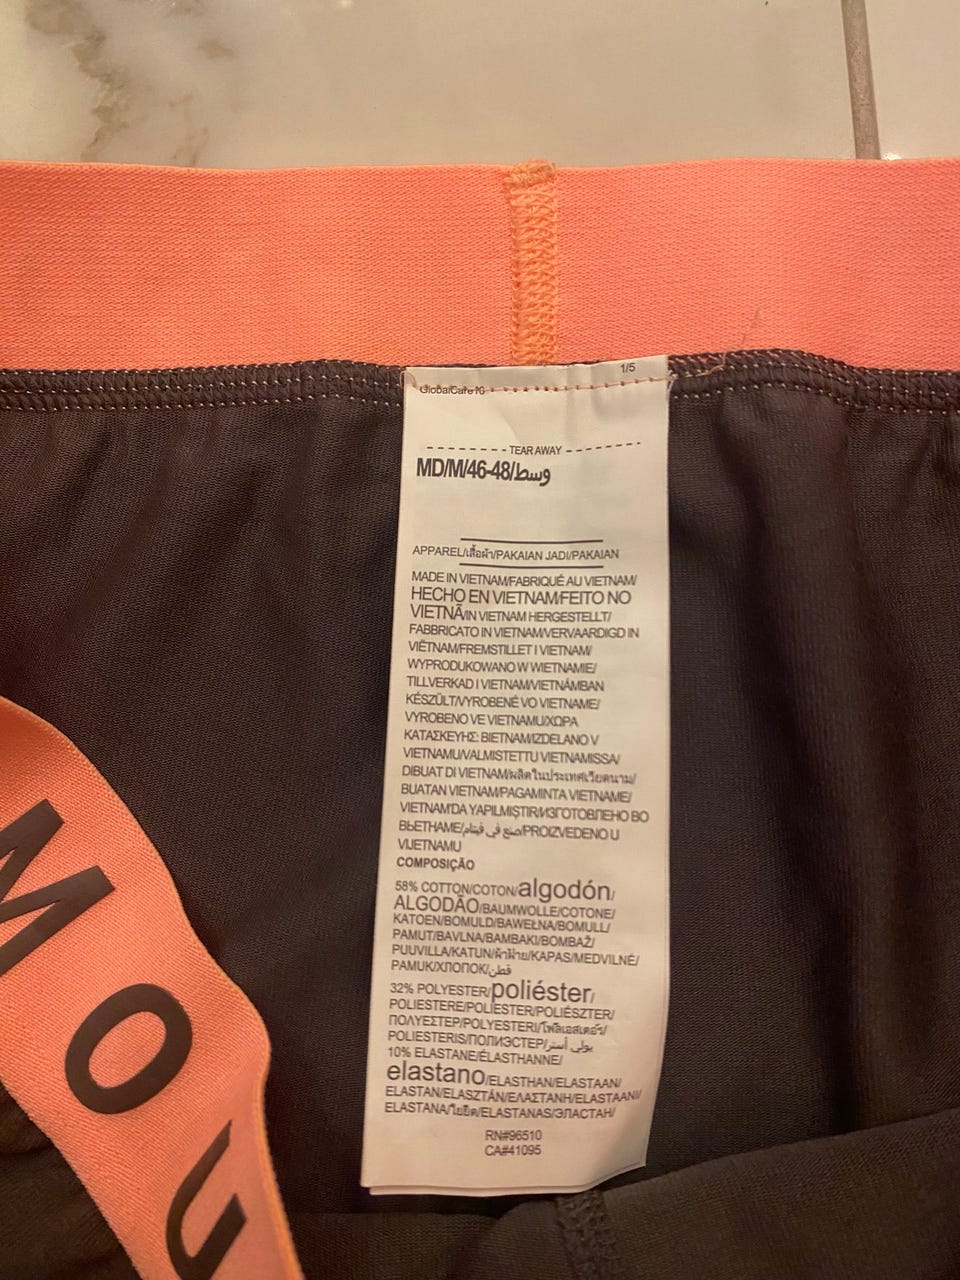 1/5
GlobalCare10
TEAR AWAY
MD/M/46-48/وسط
APPAREL/เสื้อผ้า/PAKAIAN JADI/PAKAIAN
MADE IN VIETNAM/FABRIQUÉ AU VIETNAM/
HECHO EN VIETNAM/FEITO NO
VIETNÃ/IN VIETNAM HERGESTELLT/
FABBRICATO IN VIETNAM/VERVAARDIGD IN
VIËTNAM/FREMSTILLET I VIETNAM/
WYPRODUKOWANO W WIETNAMIE/
TILLVERKAD I VIETNAM/VIETNÁMBAN
KÉSZÜLT/VYROBENÉ VO VIETNAME/
VYROBENO VE VIETNAMU/ΧΩΡΑ
ΚΑΤΑΣΚΕΥΗΣ: ΒΙΕΤΝΑΜ/IZDELANO V
VIETNAMU/VALMISTETTU VIETNAMISSA/
DIBUAT DI VIETNAM/ผลิตในประเทศเวียดนาม/
BUATAN VIETNAM/PAGAMINTA VIETNAME/
VIETNAM'DA YAPILMIŞTIR/ИЗГОТОВЛЕНО ВО
ВЬЕТНАМЕ/صنع في فيتنام/PROIZVEDENO U
VIJETNAMU
COMPOSIÇÃO
58% COTTON/COTON/algodón/
ALGODÃO/BAUMWOLLE/COTONE/
KATOEN/BOMULD/BAWEŁNA/BOMULL/
PAMUT/BAVLNA/ΒΑΜΒΑΚΙ/BOMBAŽ/
PUUVILLA/KATUN/ผ้าฝ้าย/KAPAS/MEDVILNĖ/
PAMUK/ХЛОПОК/قطن
32% POLYESTER/poliéster/
POLIESTERE/POLIESTER/POLIÉSZTER/
ΠΟΛΥΕΣΤΕΡ/POLYESTERI/โพลีเอสเตอร์/
POLIESTERIS/ПОЛИЭСТЕР/بولي أستر
10% ELASTANE/ÉLASTHANNE/
elastano/ELASTHAN/ELASTAAN/
ELASTAN/ELASZTÁN/ΕΛΑΣΤΑΝΗ/ELASTAANI/
ELASTANA/ใยยืด/ELASTANAS/ЭЛАСТАН/
RN#96510
CA#41095
MOU